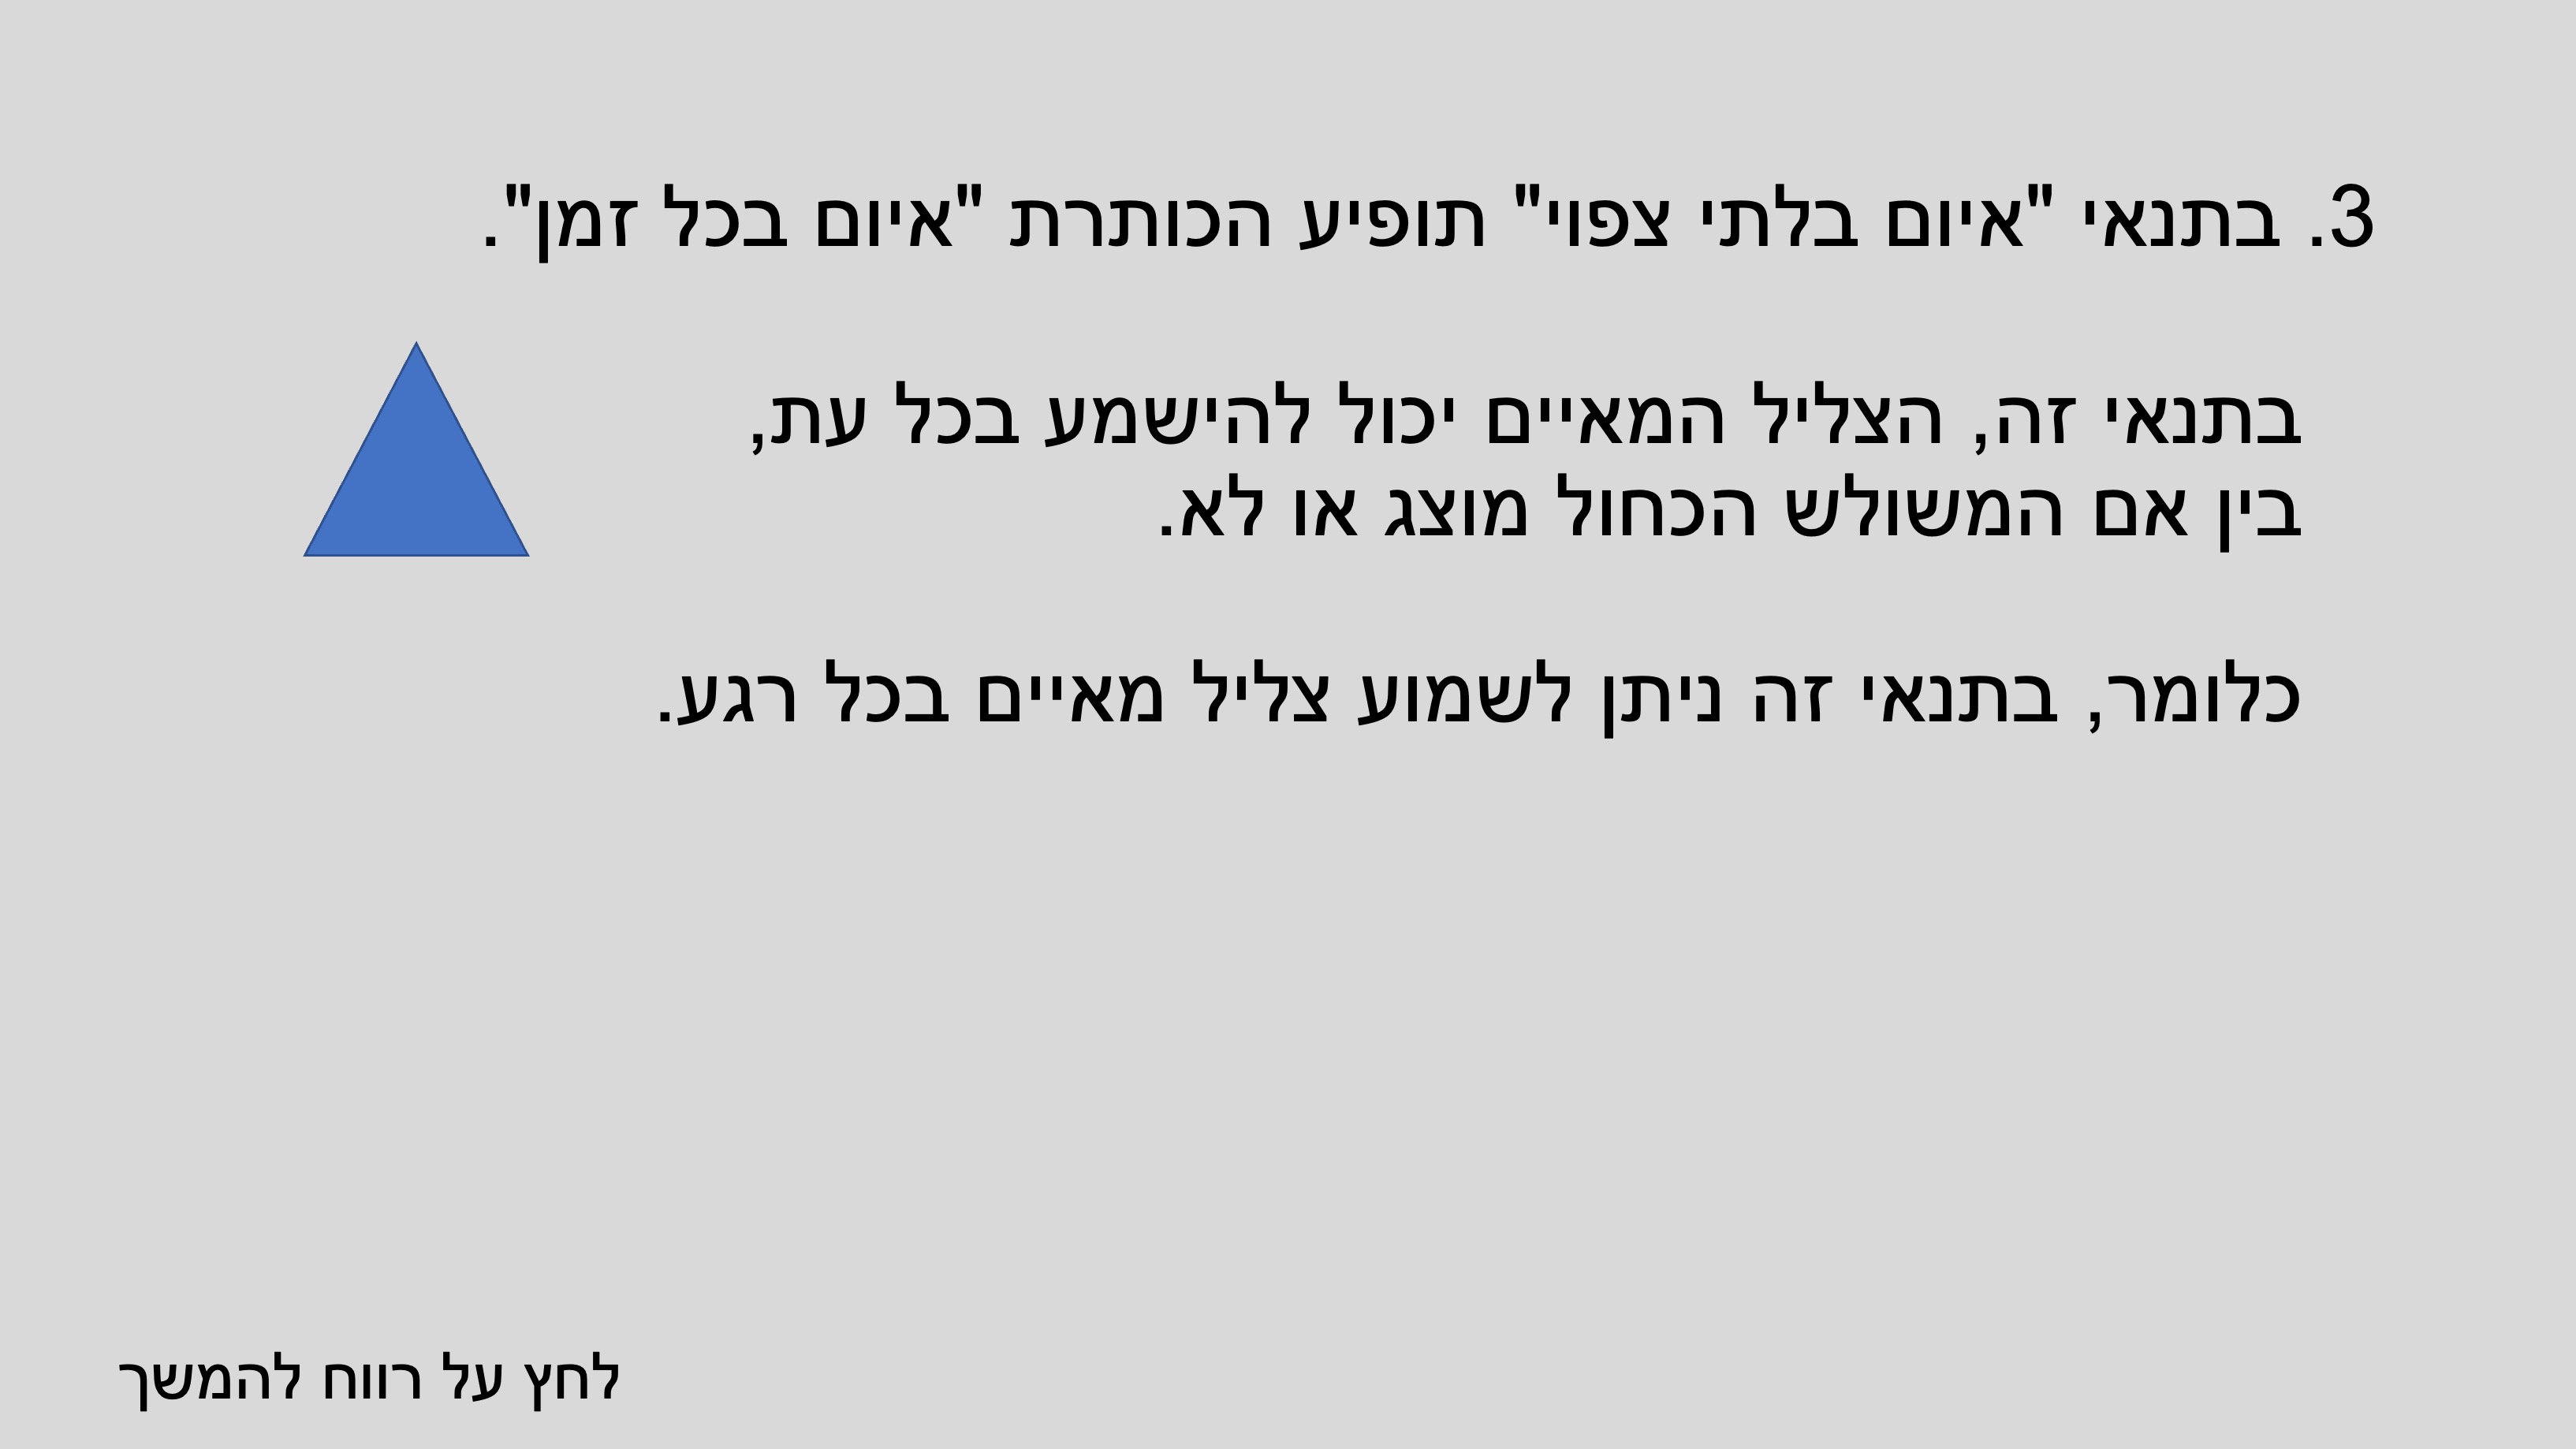 3. בתנאי "איום בלתי צפוי" תופיע הכותרת "איום בכל זמן".
בתנאי זה, הצליל המאיים יכול להישמע בכל עת,
בין אם המשולש הכחול מוצג או לא.
כלומר, בתנאי זה ניתן לשמוע צליל מאיים בכל רגע.
לחץ על רווח להמשך